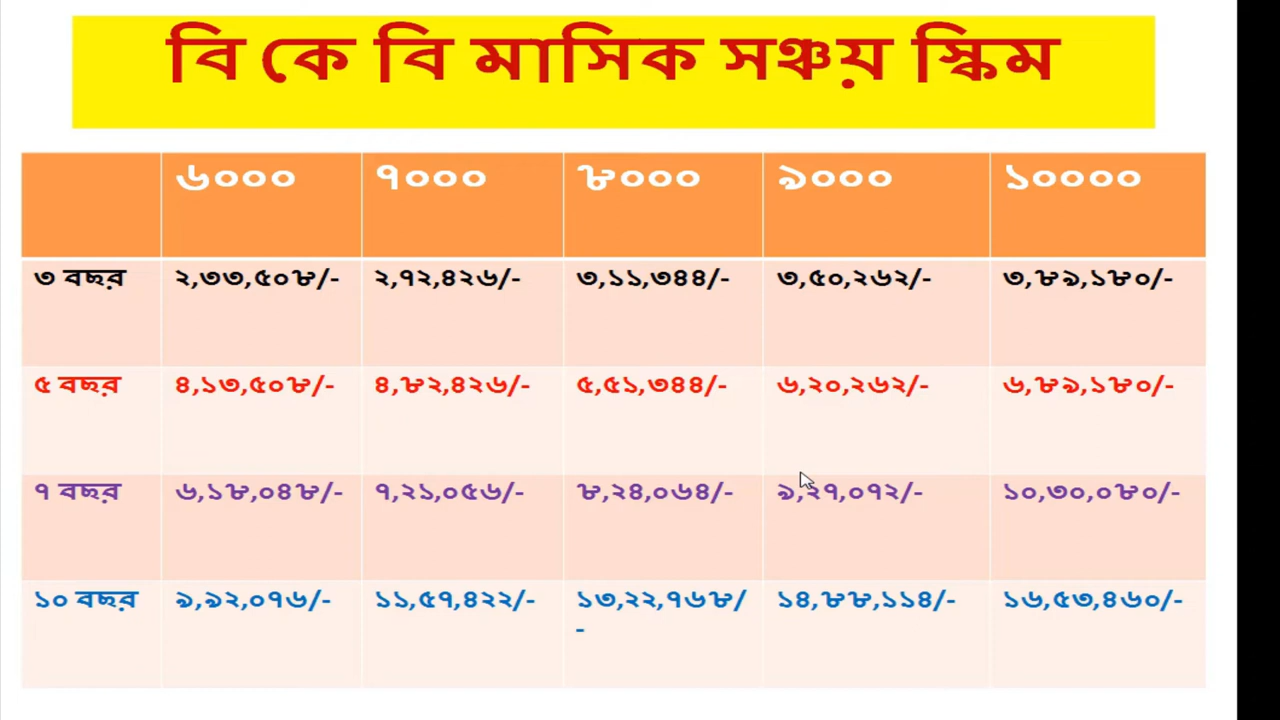 বি কে বি মাসিক সঞ্চয় স্কিম
৬০০০ ৭০০০ ৮০০০ ৯০০০ ১০০০০
৩ বছর ২,৩৩,৫০৮/- ২,৭২,৪২৬/- ৩,১১,৩৪৪/- ৩,৫০,২৬২/- ৩,৮৯,১৮০/-
৫ বছর ৪,১৩,৫০৮/- ৪,৮২,৪২৬/- ৫,৫১,৩৪৪/- ৬,২০,২৬২/- ৬,৮৯,১৮০/-
৭ বছর ৬,১৮,০৪৮/- ৭,২১,০৫৬/- ৮,২৪,০৬৪/- ৯,২৭,০৭২/- ১০,৩০,০৮০/-
১০ বছর ৯,৯২,০৭৬/- ১১,৫৭,৪২২/- ১৩,২২,৭৬৮/ ১৪,৮৮,১১৪/- ১৬,৫৩,৪৬০/-
-